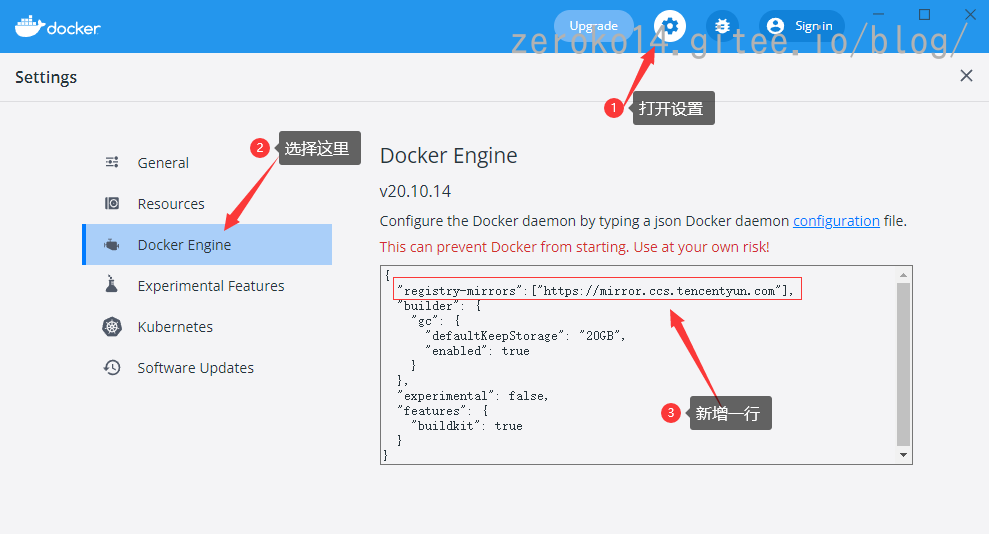 docker
Upgrade
Sign in
zeroko14.gitee.io/blog/
Settings
1 打开设置
2 选择这里
General
Resources
Docker Engine
Experimental Features
Kubernetes
Software Updates
Docker Engine
v20.10.14
Configure the Docker daemon by typing a json Docker daemon configuration file.
This can prevent Docker from starting. Use at your own risk!
{
"registry-mirrors":["https://mirror.ccs.tencentyun.com"],
"builder": {
"gc": {
"defaultKeepStorage": "20GB",
"enabled": true
}
},
"experimental": false,
"features": {
"buildkit": true
}
}
3 新增一行